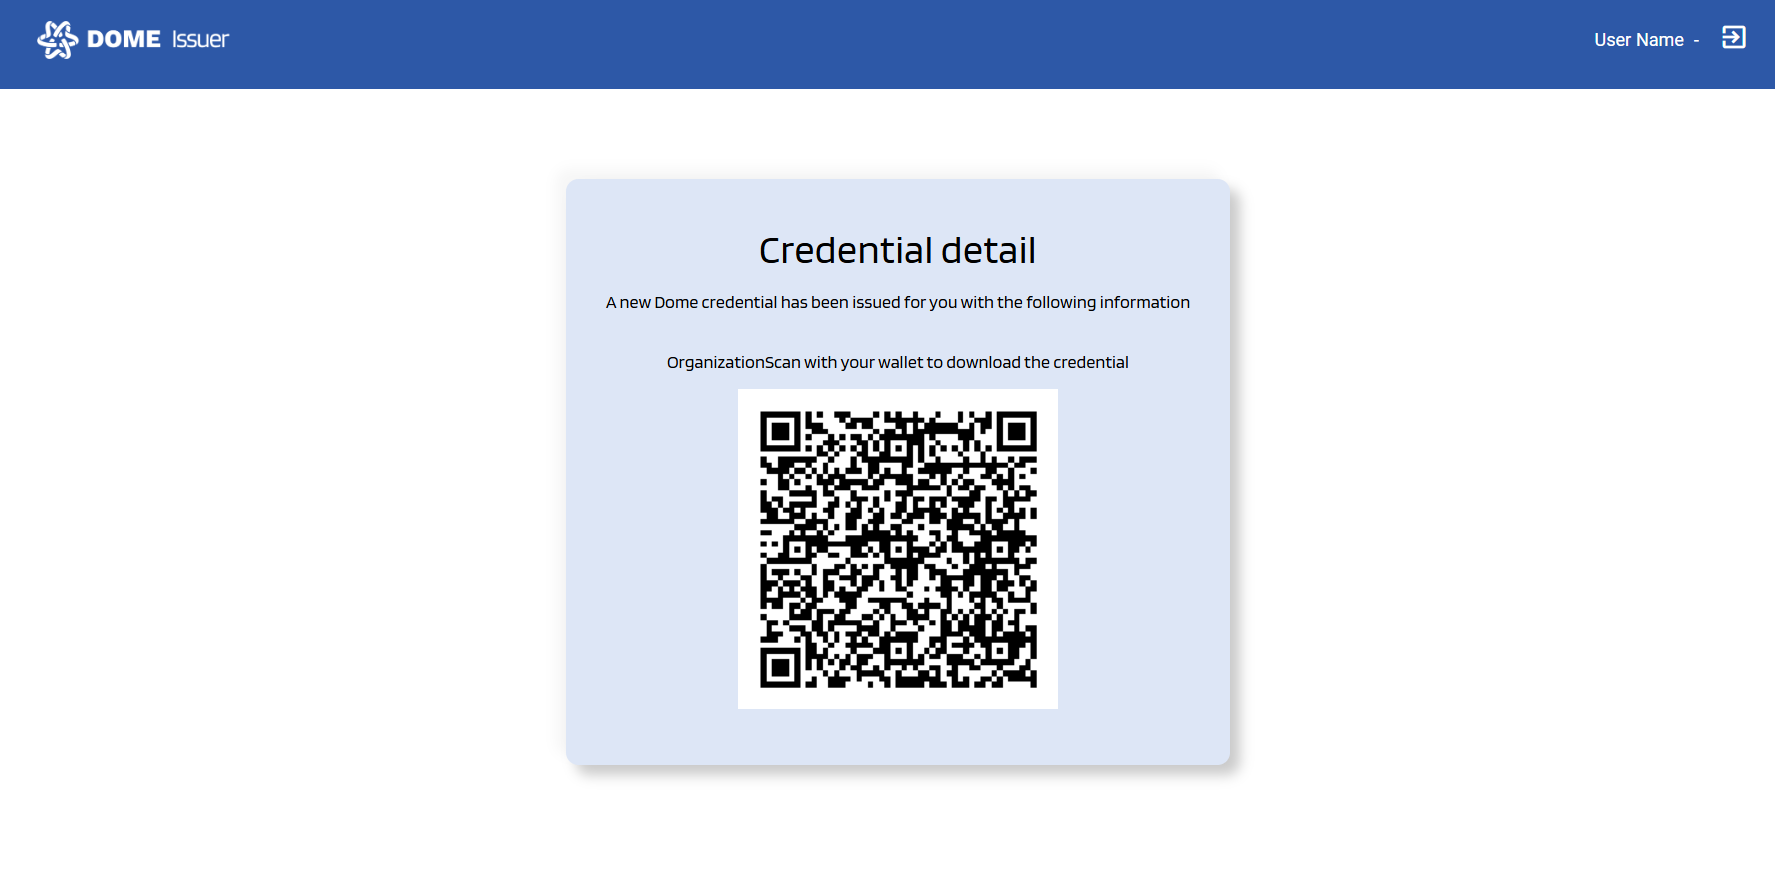 DOME Issuer
User Name -
Credential detail
A new Dome credential has been issued for you with the following information
OrganizationScan with your wallet to download the credential